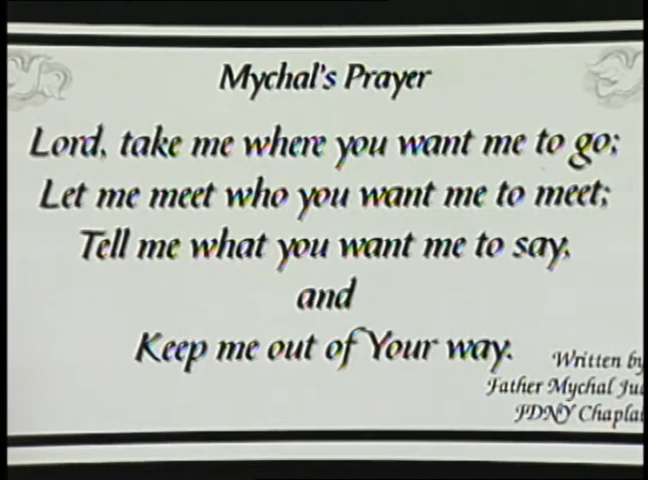 Mychal's Prayer
Lord, take me where you want me to go;
Let me meet who you want me to meet;
Tell me what you want me to say,
and
Keep me out of Your way.
Written by
Father Mychal Ju
FDNY Chapla